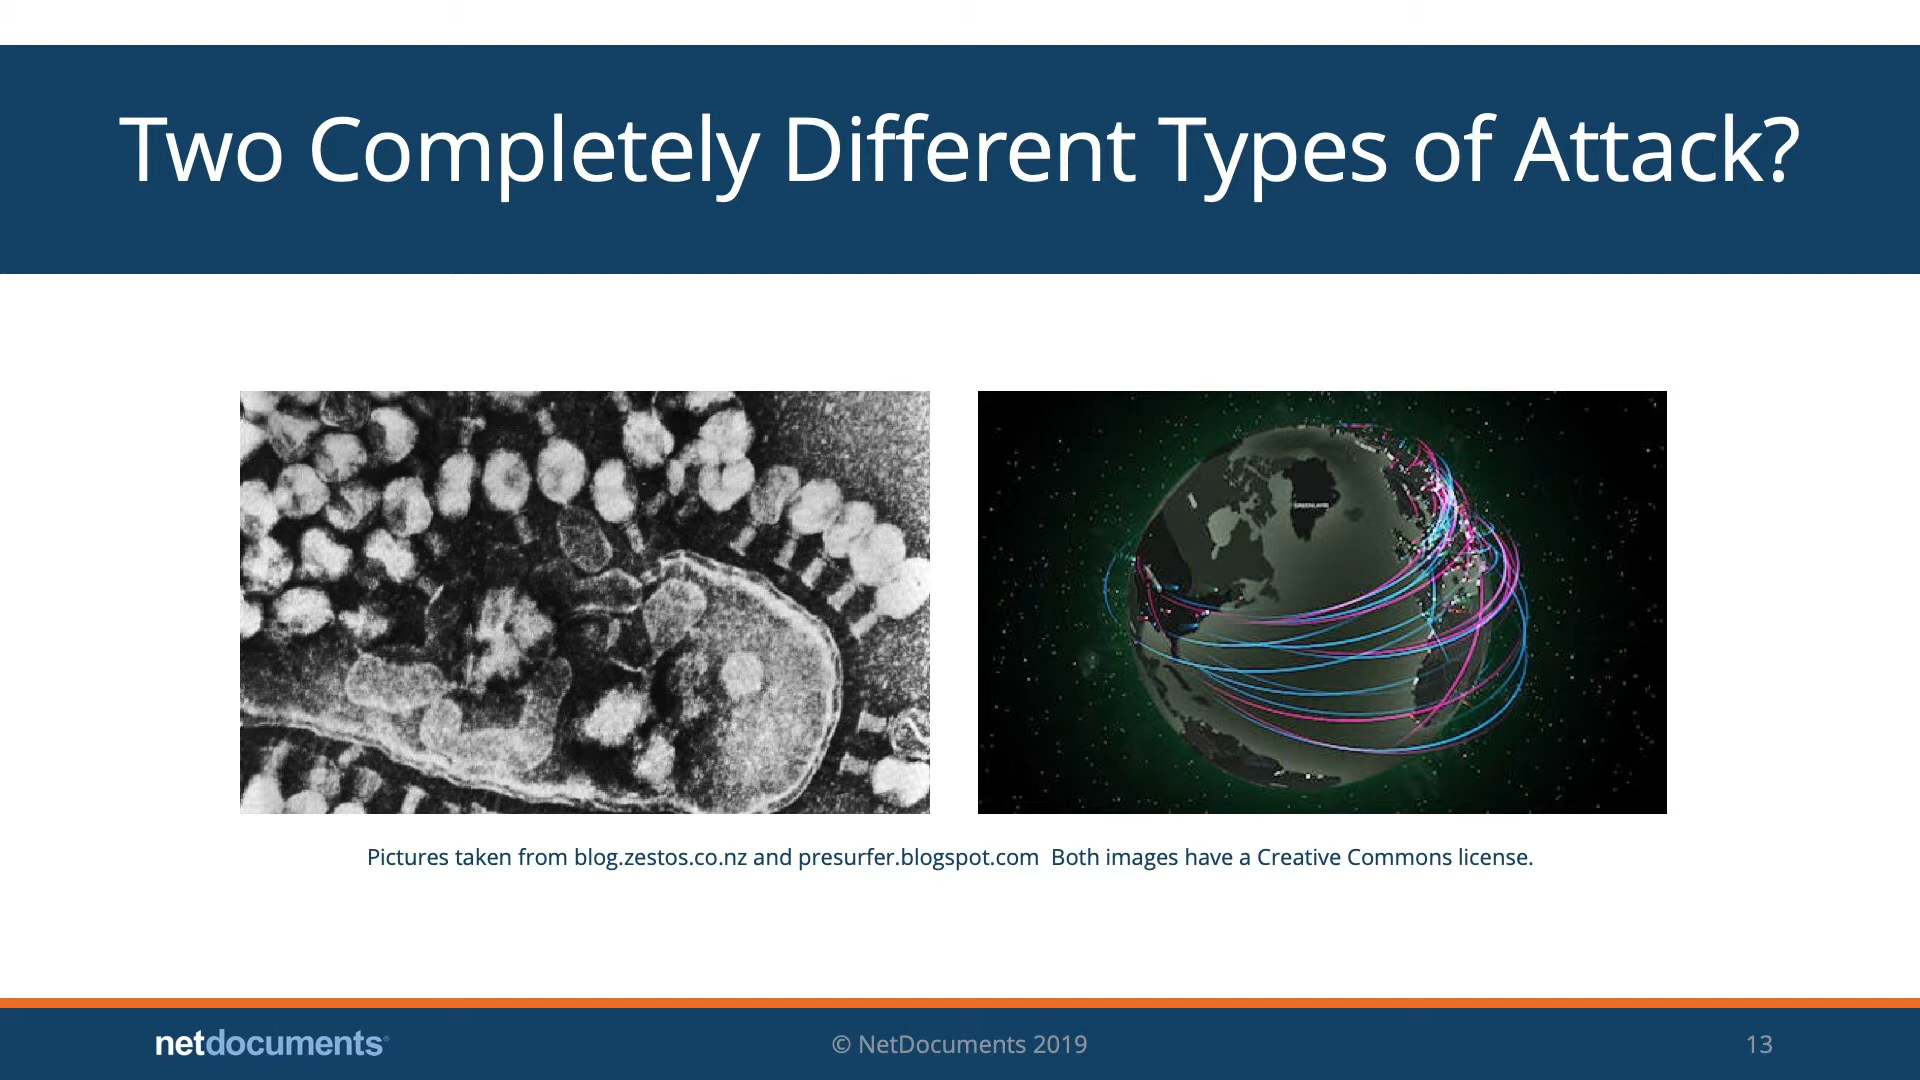 Two Completely Different Types of Attack?
GREENLAND
Pictures taken from blog.zestos.co.nz and presurfer.blogspot.com  Both images have a Creative Commons license.
netdocuments
© NetDocuments 2019
13